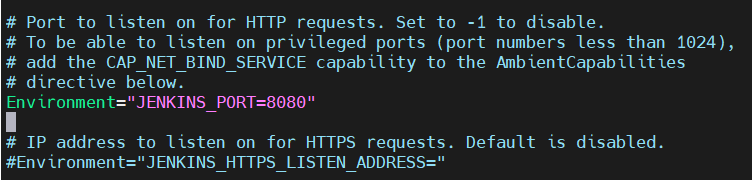 # Port to listen on for HTTP requests. Set to -1 to disable.
# To be able to listen on privileged ports (port numbers less than 1024),
# add the CAP_NET_BIND_SERVICE capability to the AmbientCapabilities
# directive below.
Environment="JENKINS_PORT=8080"
# IP address to listen on for HTTPS requests. Default is disabled.
#Environment="JENKINS_HTTPS_LISTEN_ADDRESS="